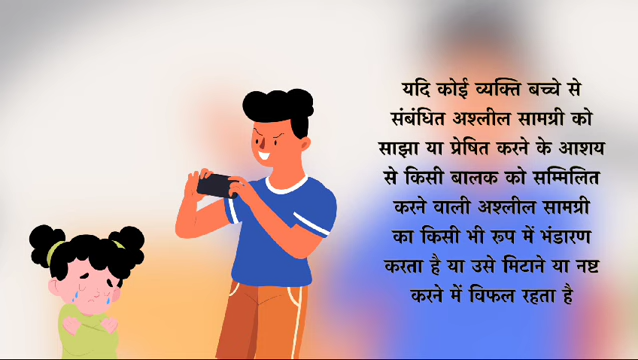 यदि कोई व्यक्ति बच्चे से
संबंधित अश्लील सामग्री को
साझा या प्रेषित करने के आशय
से किसी बालक को सम्मिलित
करने वाली अश्लील सामग्री
का किसी भी रूप में भंडारण
करता है या उसे मिटाने या नष्ट
करने में विफल रहता है